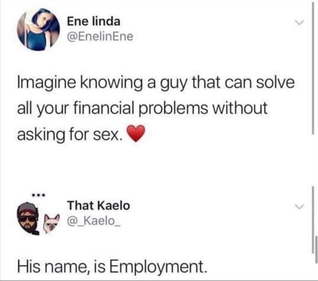 Ene linda
@EnelinEne
Imagine knowing a guy that can solve
all your financial problems without
asking for sex. ❤️
That Kaelo
@_Kaelo_
His name, is Employment.